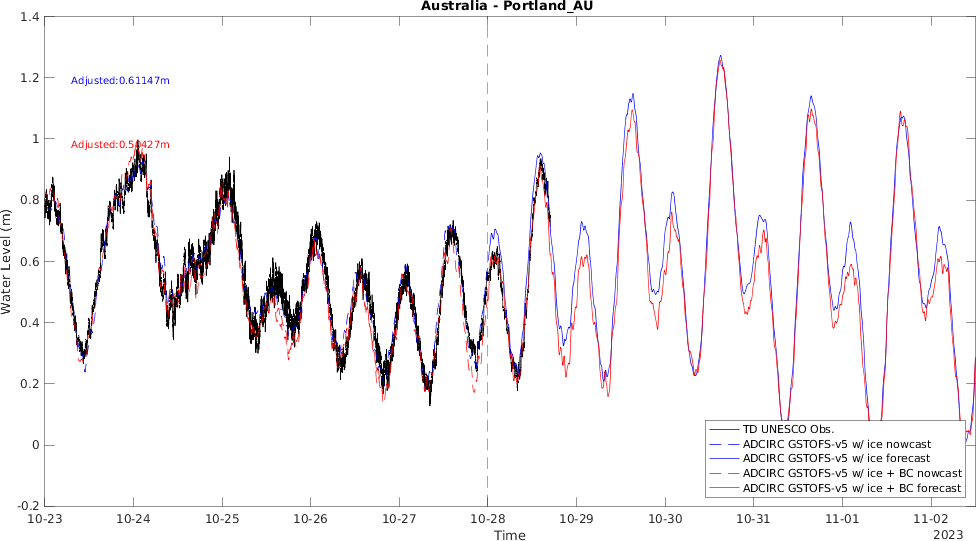 Australia - Portland_AU
1.4
1.2
1
0.8
0.6
0.4
0.2
0
-0.2
Water Level (m)
Adjusted:0.61147m
Adjusted:0.50427m
TD UNESCO Obs.
ADCIRC GSTOFS-v5 w/ ice nowcast
ADCIRC GSTOFS-v5 w/ ice forecast
ADCIRC GSTOFS-v5 w/ ice + BC nowcast
ADCIRC GSTOFS-v5 w/ ice + BC forecast
10-23 10-24 10-25 10-26 10-27 10-28 10-29 10-30 10-31 11-01 11-02
Time
2023